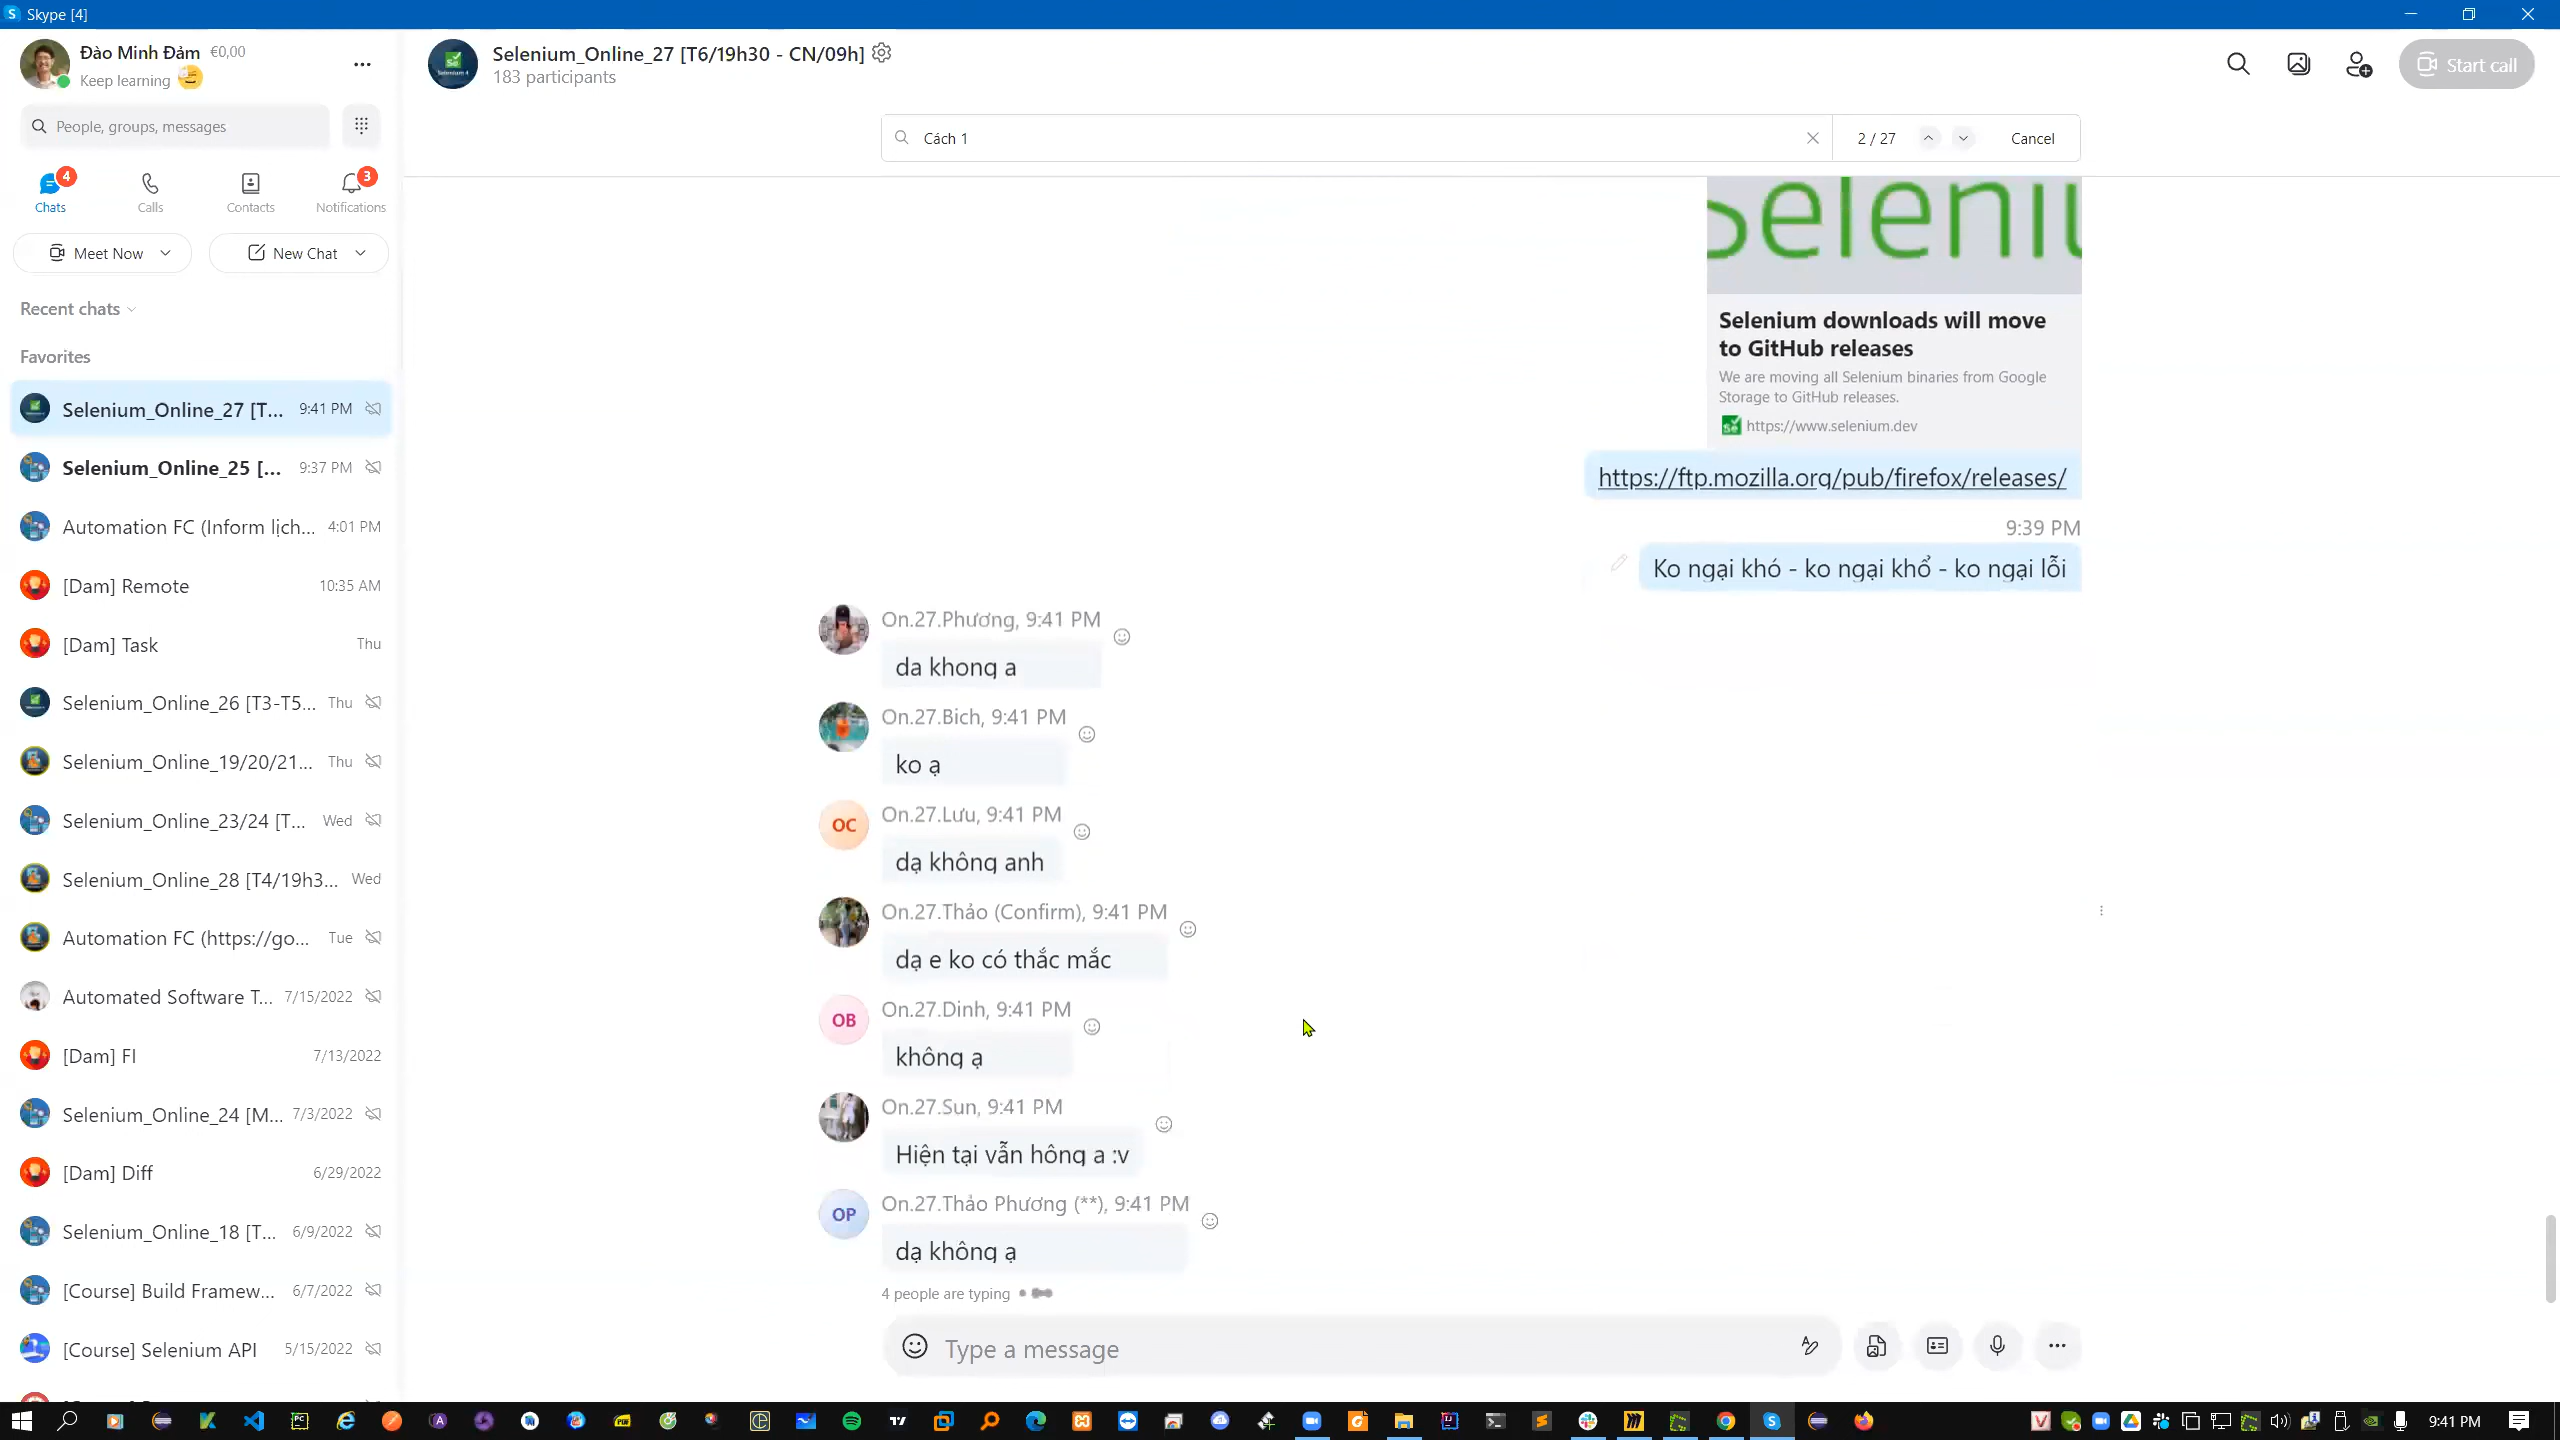 Skype [4]
Đào Minh Đảm €0,00
Keep learning
People, groups, messages
4
3
Chats
Calls
Contacts
Notifications
Meet Now
New Chat
Recent chats
Favorites
Selenium_Online_27 [T... 9:41 PM
Selenium_Online_25 [... 9:37 PM
Automation FC (Inform lịch... 4:01 PM
[Dam] Remote 10:35 AM
[Dam] Task Thu
Selenium_Online_26 [T3-T5... Thu
Selenium_Online_19/20/21... Thu
Selenium_Online_23/24 [T... Wed
Selenium_Online_28 [T4/19h3... Wed
Automation FC (https://go... Tue
Automated Software T... 7/15/2022
[Dam] FI 7/13/2022
Selenium_Online_24 [M... 7/3/2022
[Dam] Diff 6/29/2022
Selenium_Online_18 [T... 6/9/2022
[Course] Build Framew... 6/7/2022
[Course] Selenium API 5/15/2022
Selenium_Online_27 [T6/19h30 - CN/09h]
183 participants
Start call
Cách 1
2 / 27
Cancel
Seleniu
Selenium downloads will move
to GitHub releases
We are moving all Selenium binaries from Google
Storage to GitHub releases.
https://www.selenium.dev
https://ftp.mozilla.org/pub/firefox/releases/
9:39 PM
Ko ngại khó - ko ngại khổ - ko ngại lỗi
On.27.Phương, 9:41 PM
da khong a
On.27.Bich, 9:41 PM
ko ạ
OC
On.27.Lưu, 9:41 PM
dạ không anh
On.27.Thảo (Confirm), 9:41 PM
dạ e ko có thắc mắc
OB
On.27.Dinh, 9:41 PM
không ạ
On.27.Sun, 9:41 PM
Hiện tại vẫn hông a :v
OP
On.27.Thảo Phương (**), 9:41 PM
dạ không ạ
4 people are typing
Type a message
9:41 PM